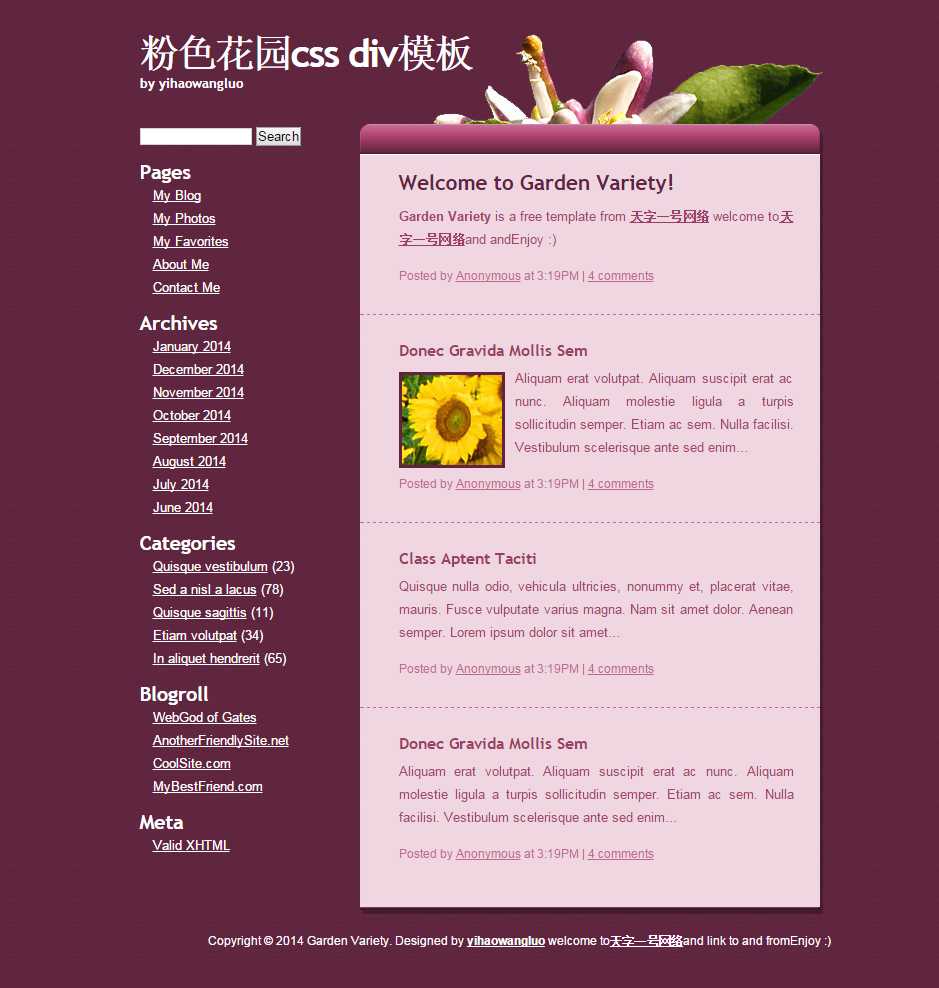 粉色花园css div模板
by yihaowangluo
Search
Pages
My Blog
My Photos
My Favorites
About Me
Contact Me
Archives
January 2014
December 2014
November 2014
October 2014
September 2014
August 2014
July 2014
June 2014
Categories
Quisque vestibulum (23)
Sed a nisl a lacus (78)
Quisque sagittis (11)
Etiam volutpat (34)
In aliquet hendrerit (65)
Blogroll
WebGod of Gates
AnotherFriendlySite.net
CoolSite.com
MyBestFriend.com
Meta
Valid XHTML
Welcome to Garden Variety!
Garden Variety is a free template from 天字一号网络 welcome to天
字一号网络and andEnjoy :)
Posted by Anonymous at 3:19PM | 4 comments
Donec Gravida Mollis Sem
Aliquam erat volutpat. Aliquam suscipit erat ac
nunc. Aliquam molestie ligula a turpis
sollicitudin semper. Etiam ac sem. Nulla facilisi.
Vestibulum scelerisque ante sed enim...
Posted by Anonymous at 3:19PM | 4 comments
Class Aptent Taciti
Quisque nulla odio, vehicula ultricies, nonummy et, placerat vitae,
mauris. Fusce vulputate varius magna. Nam sit amet dolor. Aenean
semper. Lorem ipsum dolor sit amet...
Posted by Anonymous at 3:19PM | 4 comments
Donec Gravida Mollis Sem
Aliquam erat volutpat. Aliquam suscipit erat ac nunc. Aliquam
molestie ligula a turpis sollicitudin semper. Etiam ac sem. Nulla
facilisi. Vestibulum scelerisque ante sed enim...
Posted by Anonymous at 3:19PM | 4 comments
Copyright © 2014 Garden Variety. Designed by yihaowangluo welcome to天字一号网络and link to and fromEnjoy :)